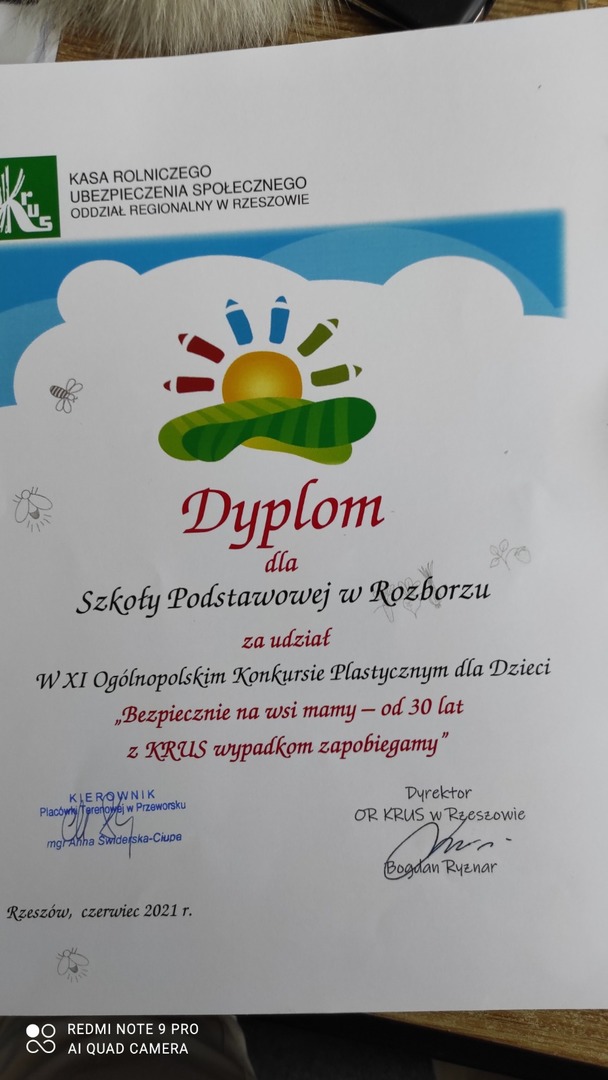 Krus
KASA ROLNICZEGO
UBEZPIECZENIA SPOŁECZNEGO
ODDZIAŁ REGIONALNY W RZESZOWIE
Dyplom
dla
Szkoły Podstawowej w Rozborzu
za udział
W XI Ogólnopolskim Konkursie Plastycznym dla Dzieci
„Bezpiecznie na wsi mamy – od 30 lat
z KRUS wypadkom zapobiegamy”
KIEROWNIK
Placówki Terenowej w Przeworsku
mgr Anna Świderska-Ciupa
Dyrektor
OR KRUS w Rzeszowie
Bogdan Ryznar
Rzeszów, czerwiec 2021 r.
REDMI NOTE 9 PRO
AI QUAD CAMERA